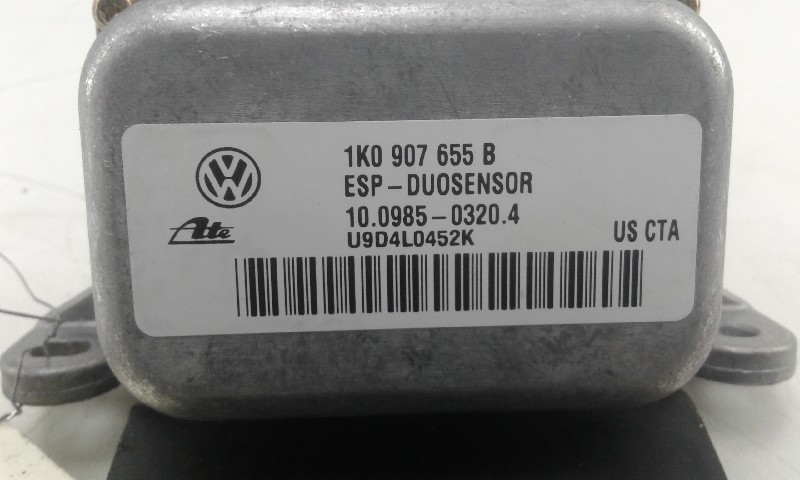 1K0 907 655 B
ESP-DUOSENSOR
10.0985-0320.4
Ate
U9D4L0452K
US CTA